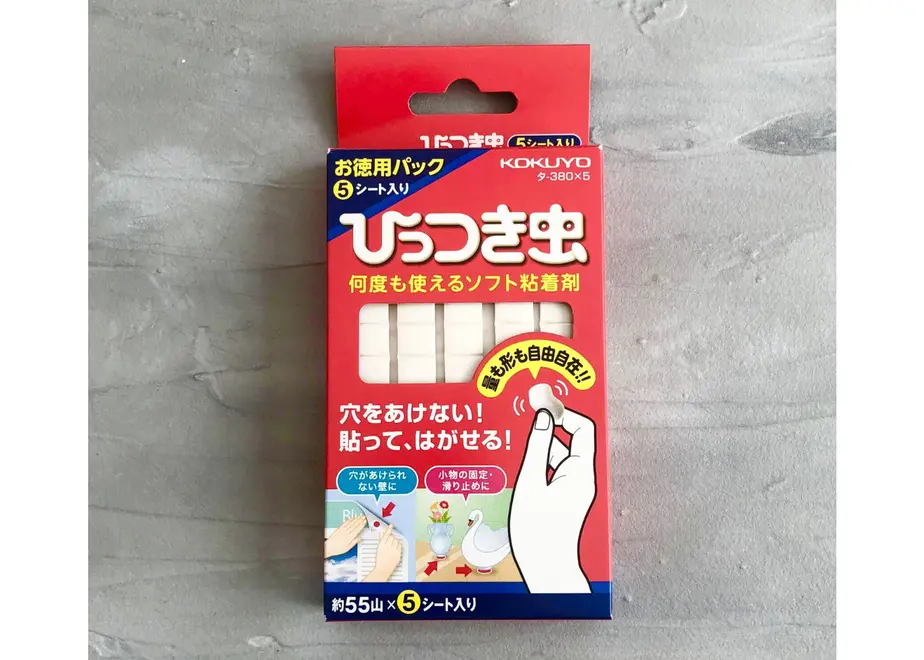 ひっつき虫
5シート入り
お徳用パック
5シート入り
KOKUYO
タ-380×5
ひっつき虫
何度も使えるソフト粘着剤
量も形も自由自在!!
穴をあけない!
貼って、はがせる!
穴があけられ
ない壁に
小物の固定・
滑り止めに
Blu
約55山×5シート入り